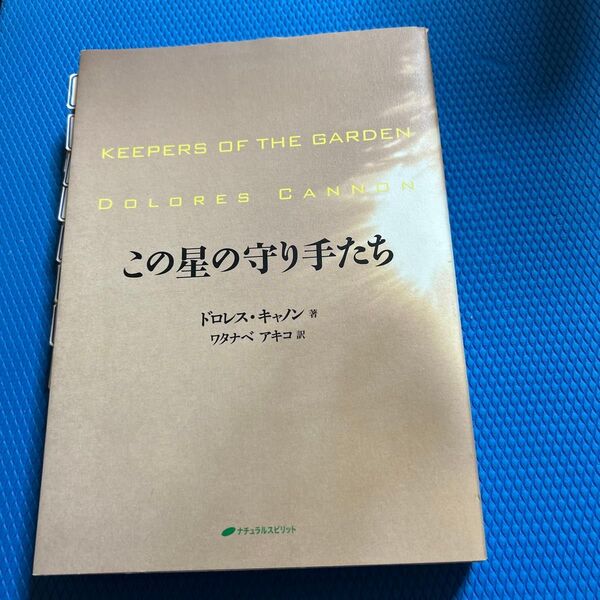 KEEPERS OF THE GARDEN
DOLORES CANNON
この星の守り手たち
ドロレス・キャノン 著
ワタナベ アキコ 訳
ナチュラルスピリット